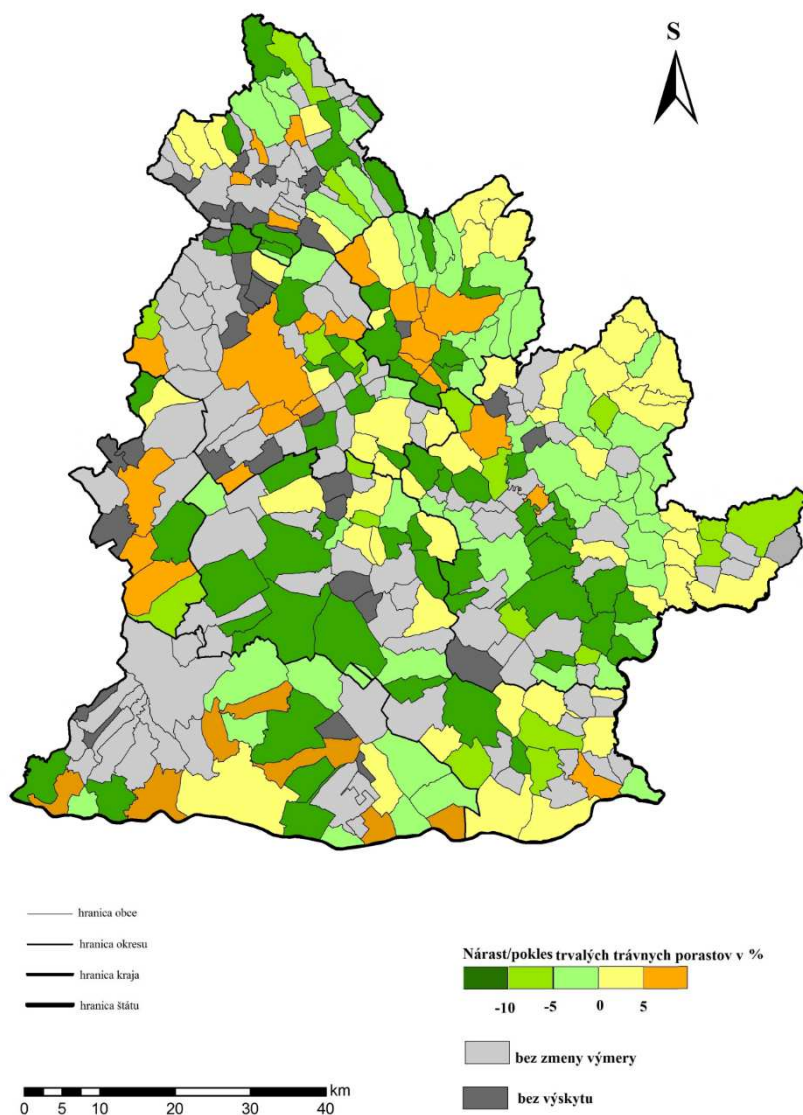 S
hranica obce
hranica okresu
hranica kraja
hranica štátu
Nárast/pokles trvalých trávnych porastov v %
-10 -5 0 5
bez zmeny výmery
bez výskytu
km
0 5 10 20 30 40